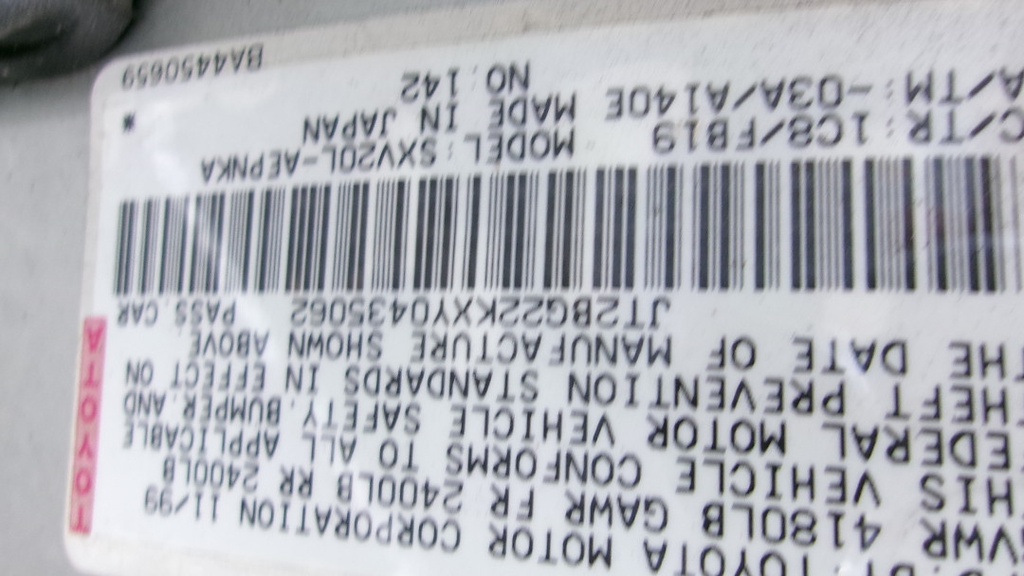 TOYOTA MOTOR CORPORATION 11/99
GVWR 4180LB GAWR FR 2400LB RR 2400LB
THIS VEHICLE CONFORMS TO ALL APPLICABLE
FEDERAL MOTOR VEHICLE SAFETY, BUMPER, AND
THEFT PREVENTION STANDARDS IN EFFECT ON
THE DATE OF MANUFACTURE SHOWN ABOVE.
JT2BG22KXY0435062 PASS. CAR
C/TR: 1C8/FB19 MODEL: SXV20L-AEPNKA
A/TM: -03A/A140E MADE IN JAPAN *
NO. 142
BA4450659
TOYOTA